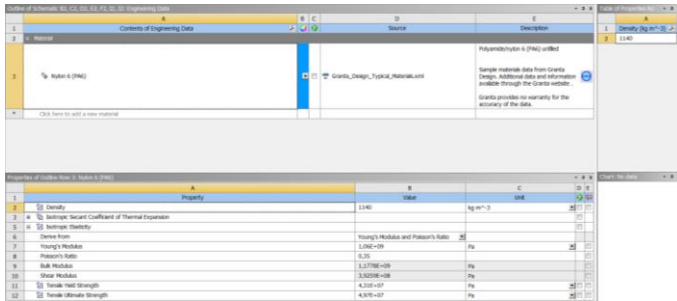 Outline of Schematic B2, C2, D2, E2, F2, G2, H2: Engineering Data
A B C D E
1 Contents of Engineering Data Source Description
2 Material
3 Nylon 6 (PA6) Granta_Design_Typical_Materials.xml
Polyamide/nylon 6 (PA6) unfilled
Sample materials data from Granta
Design. Additional data and information
available through the Granta website..
Granta provides no warranty for the
accuracy of the data.
* Click here to add a new material
Table of Properties
A
1 Density (kg m^-3)
2 1140
Properties of Outline Row 3: Nylon 6 (PA6)
A B C D E
1 Property Value Unit
2 Density 1140 kg m^-3
3 Isotropic Secant Coefficient of Thermal Expansion
5 Isotropic Elasticity
6 Derive from Young's Modulus and Poisson's Ratio
7 Young's Modulus 1,06E+09 Pa
8 Poisson's Ratio 0,35
9 Bulk Modulus 1,1778E+09 Pa
10 Shear Modulus 3,9259E+08 Pa
11 Tensile Yield Strength 4,31E+07 Pa
12 Tensile Ultimate Strength 4,97E+07 Pa
Chart: No data